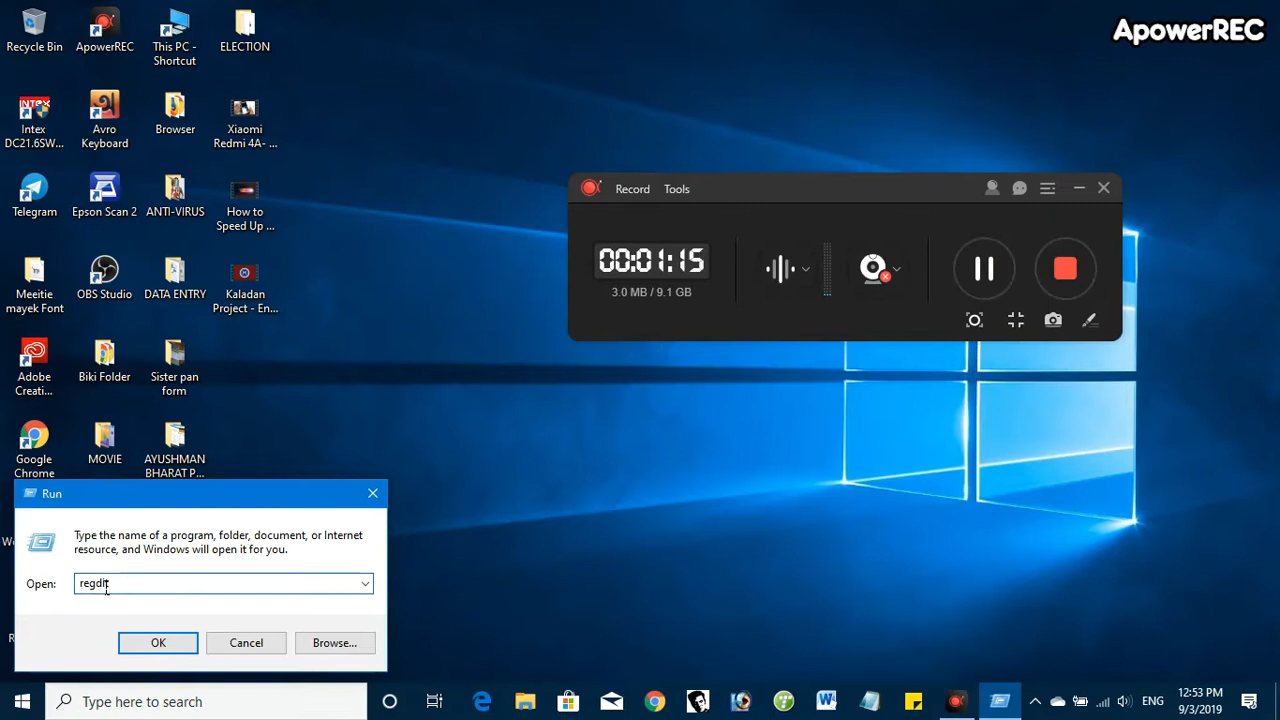 ApowerREC
Recycle Bin
ApowerREC
This PC -
Shortcut
ELECTION
INTEX
Intex
DC21.6SW...
Avro
Keyboard
Browser
Xiaomi
Redmi 4A- ...
Telegram
Epson Scan 2
ANTI-VIRUS
How to
Speed Up ...
Meeitie
mayek Font
OBS Studio
DATA ENTRY
Kaladan
Project - En...
Adobe
Creati...
Biki Folder
Sister pan
form
Google
Chrome
MOVIE
AYUSHMAN
BHARAT P...
Record
Tools
00:01:15
3.0 MB / 9.1 GB
Run
Type the name of a program, folder, document, or Internet
resource, and Windows will open it for you.
Open:
regdit
OK
Cancel
Browse...
Type here to search
ENG
12:53 PM
9/3/2019